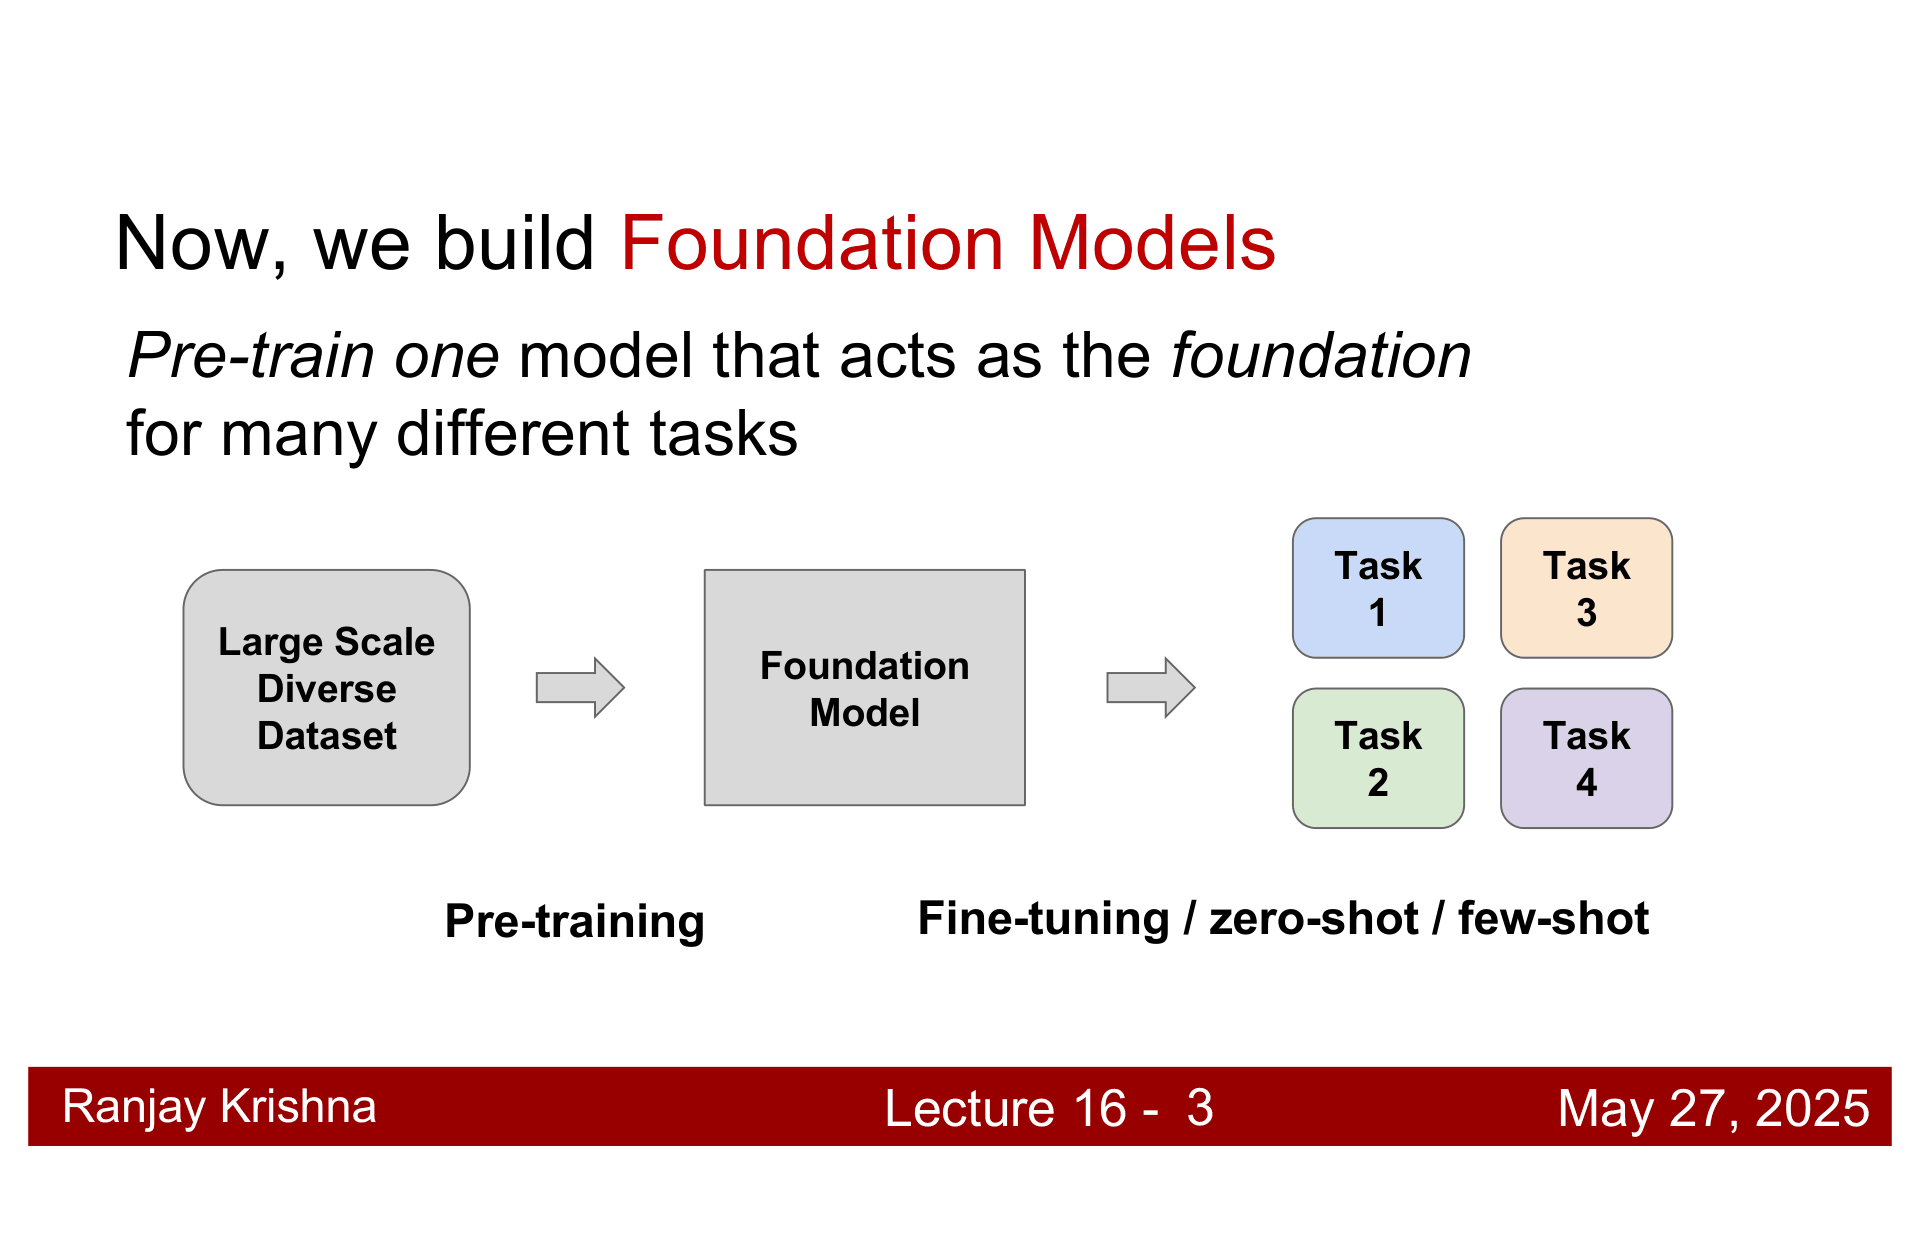 Now, we build Foundation Models
Pre-train one model that acts as the foundation
for many different tasks
Large Scale
Diverse
Dataset
Foundation
Model
Task
1
Task
3
Task
2
Task
4
Pre-training
Fine-tuning / zero-shot / few-shot
Ranjay Krishna
Lecture 16 - 3
May 27, 2025